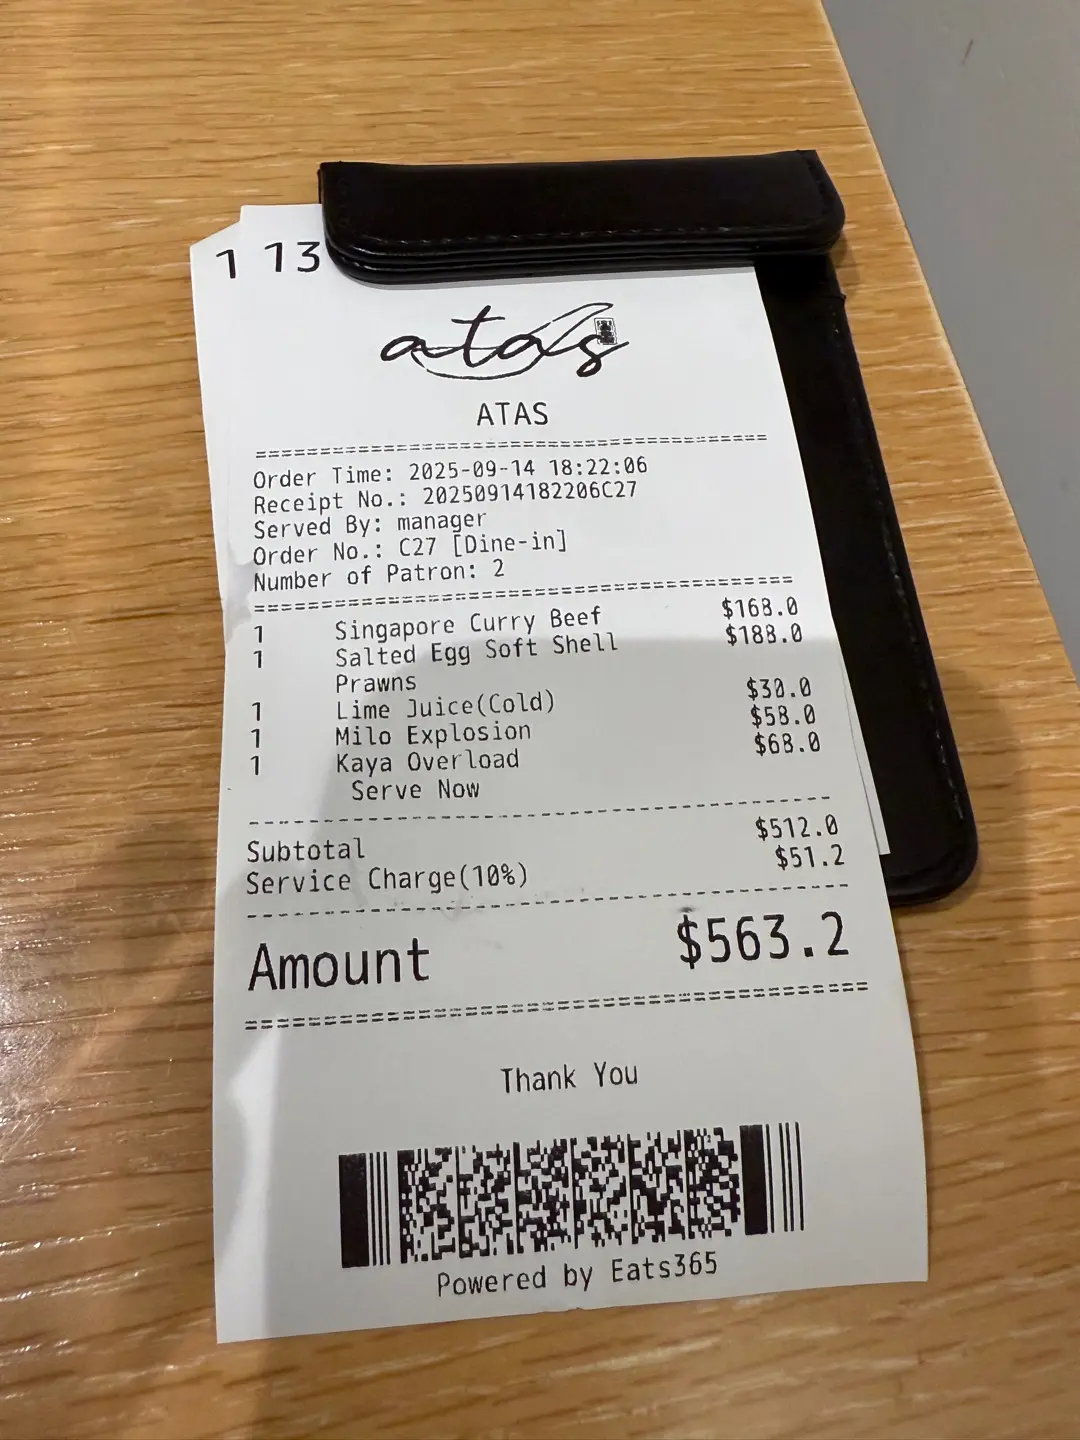 1 13
atas
ATAS
========================================
Order Time: 2025-09-14 18:22:06
Receipt No.: 20250914182206C27
Served By: manager
Order No.: C27 [Dine-in]
Number of Patron: 2
========================================
1 Singapore Curry Beef $168.0
1 Salted Egg Soft Shell $188.0
Prawns
1 Lime Juice(Cold) $30.0
1 Milo Explosion $58.0
1 Kaya Overload $68.0
Serve Now
----------------------------------------
Subtotal $512.0
Service Charge(10%) $51.2
----------------------------------------
Amount $563.2
========================================
Thank You
Powered by Eats365